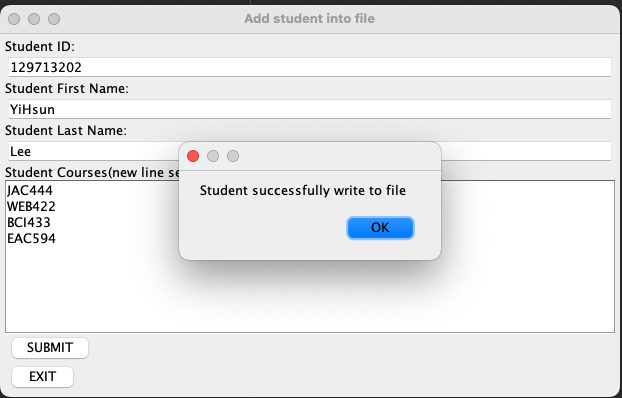 Add student into file
Student ID:
129713202
Student First Name:
YiHsun
Student Last Name:
Lee
Student Courses(new line se
JAC444
WEB422
BCI433
EAC594
Student successfully write to file
OK
SUBMIT
EXIT